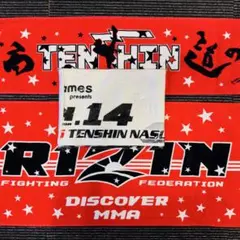 TENSHIN
mes
presents
.14
TENSHIN NASU
RIZIN
FIGHTING FEDERATION
DISCOVER
MMA